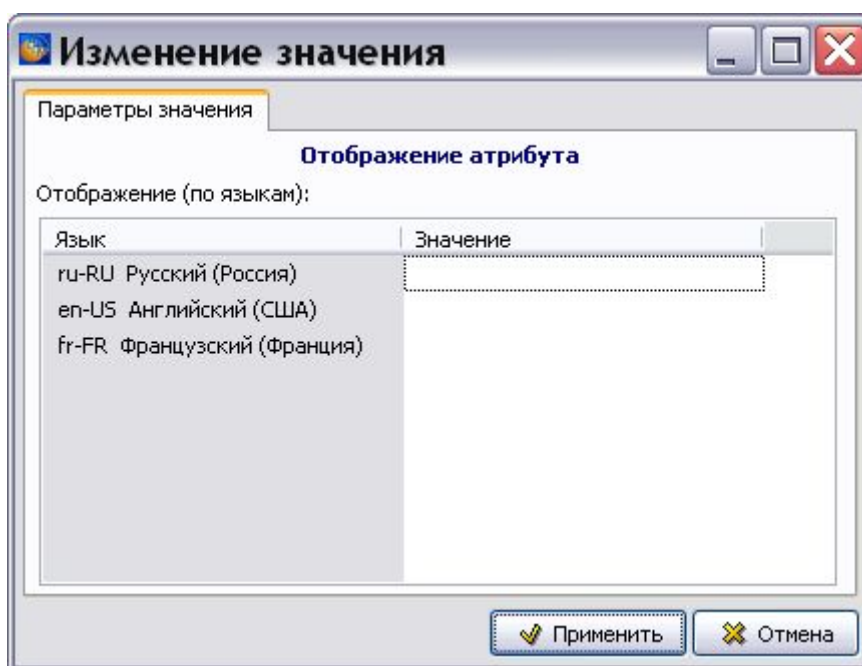 Изменение значения
Параметры значения
Отображение атрибута
Отображение (по языкам):
Язык Значение
ru-RU Русский (Россия)
en-US Английский (США)
fr-FR Французский (Франция)
Применить Отмена